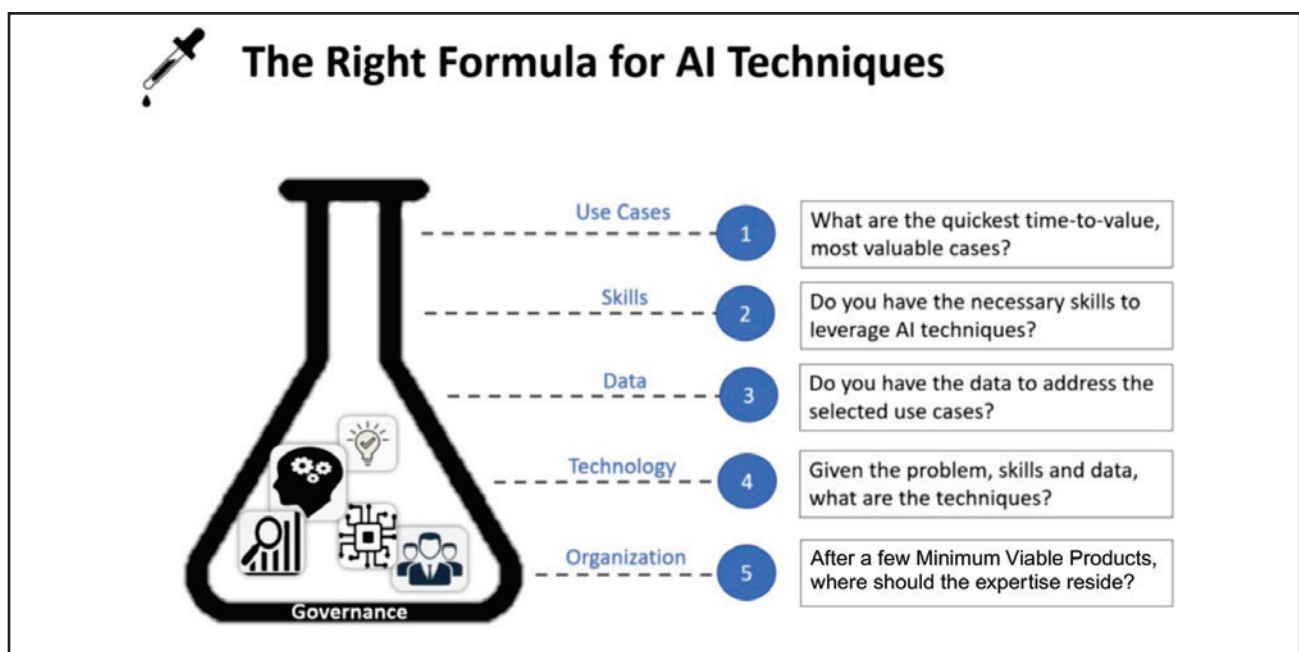 The Right Formula for AI Techniques
Use Cases
1
What are the quickest time-to-value,
most valuable cases?
Skills
2
Do you have the necessary skills to
leverage AI techniques?
Data
3
Do you have the data to address the
selected use cases?
Technology
4
Given the problem, skills and data,
what are the techniques?
Organization
5
After a few Minimum Viable Products,
where should the expertise reside?
Governance